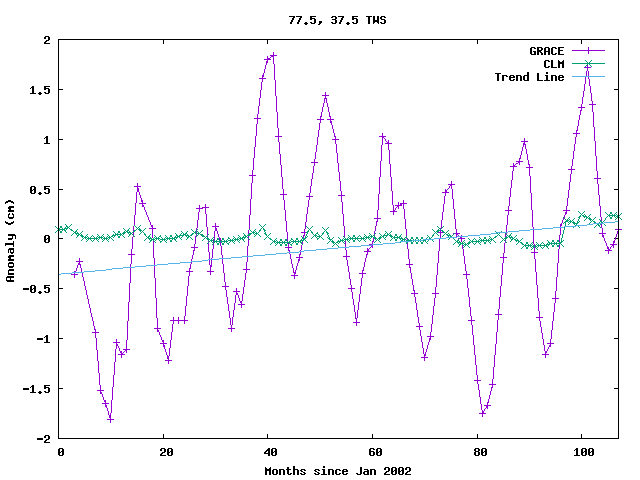 77.5, 37.5 TWS
GRACE
CLM
Trend Line
2
1.5
1
0.5
0
-0.5
-1
-1.5
-2
Anomaly (cm)
0 20 40 60 80 100
Months since Jan 2002